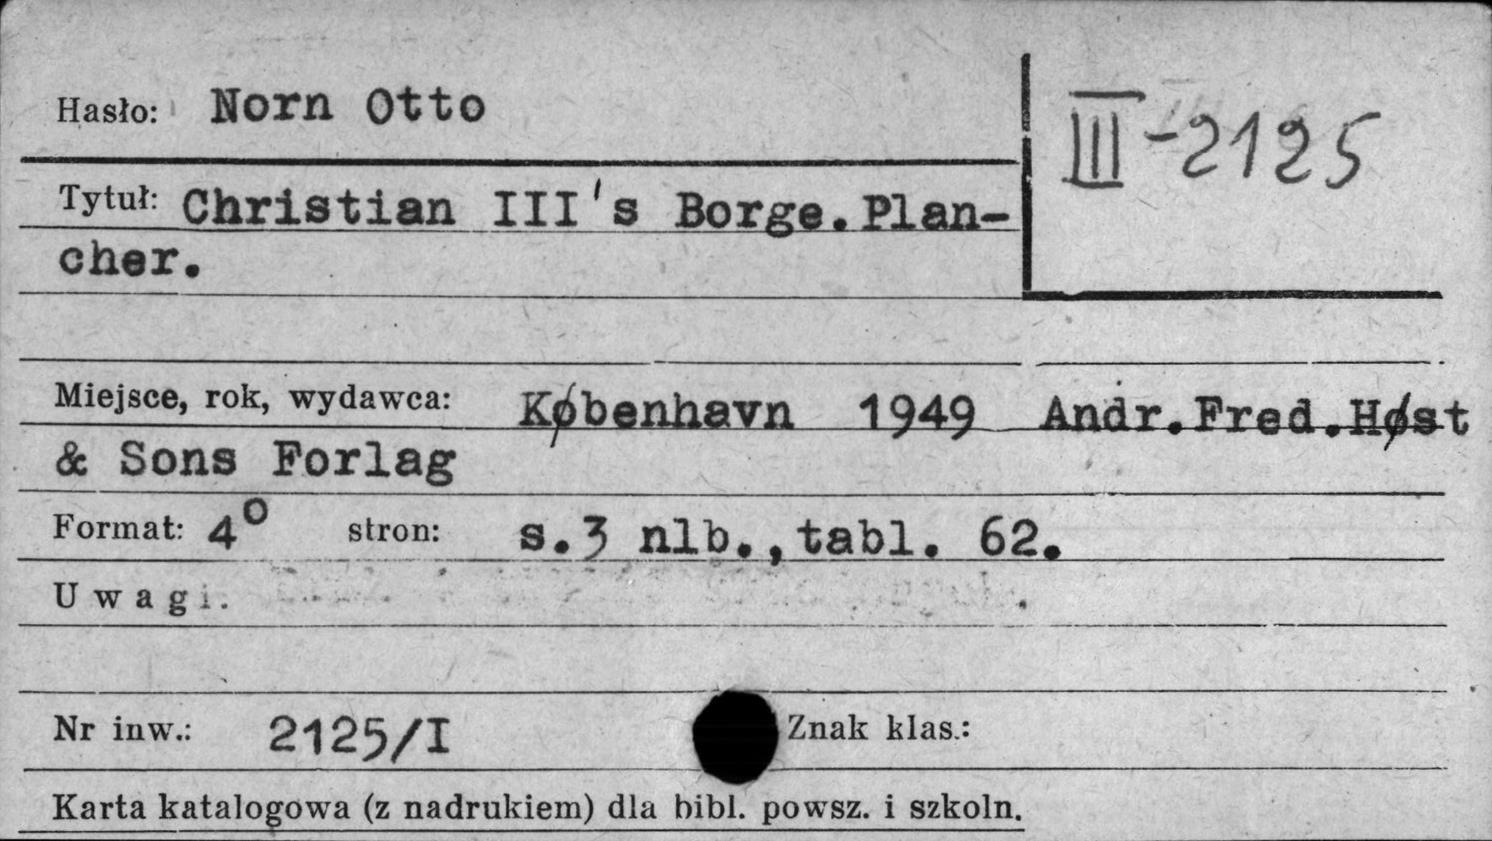 Hasło: Norn Otto
III-2125
Tytuł: Christian III's Borge. Plan-
cher.
Miejsce, rok, wydawca: København 1949 Andr. Fred. Høst
& Sons Forlag
Format: 4° stron: s.3 nlb., tabl. 62.
Uwagi:
Nr inw.: 2125/I Znak klas.:
Karta katalogowa (z nadrukiem) dla bibl. powsz. i szkoln.